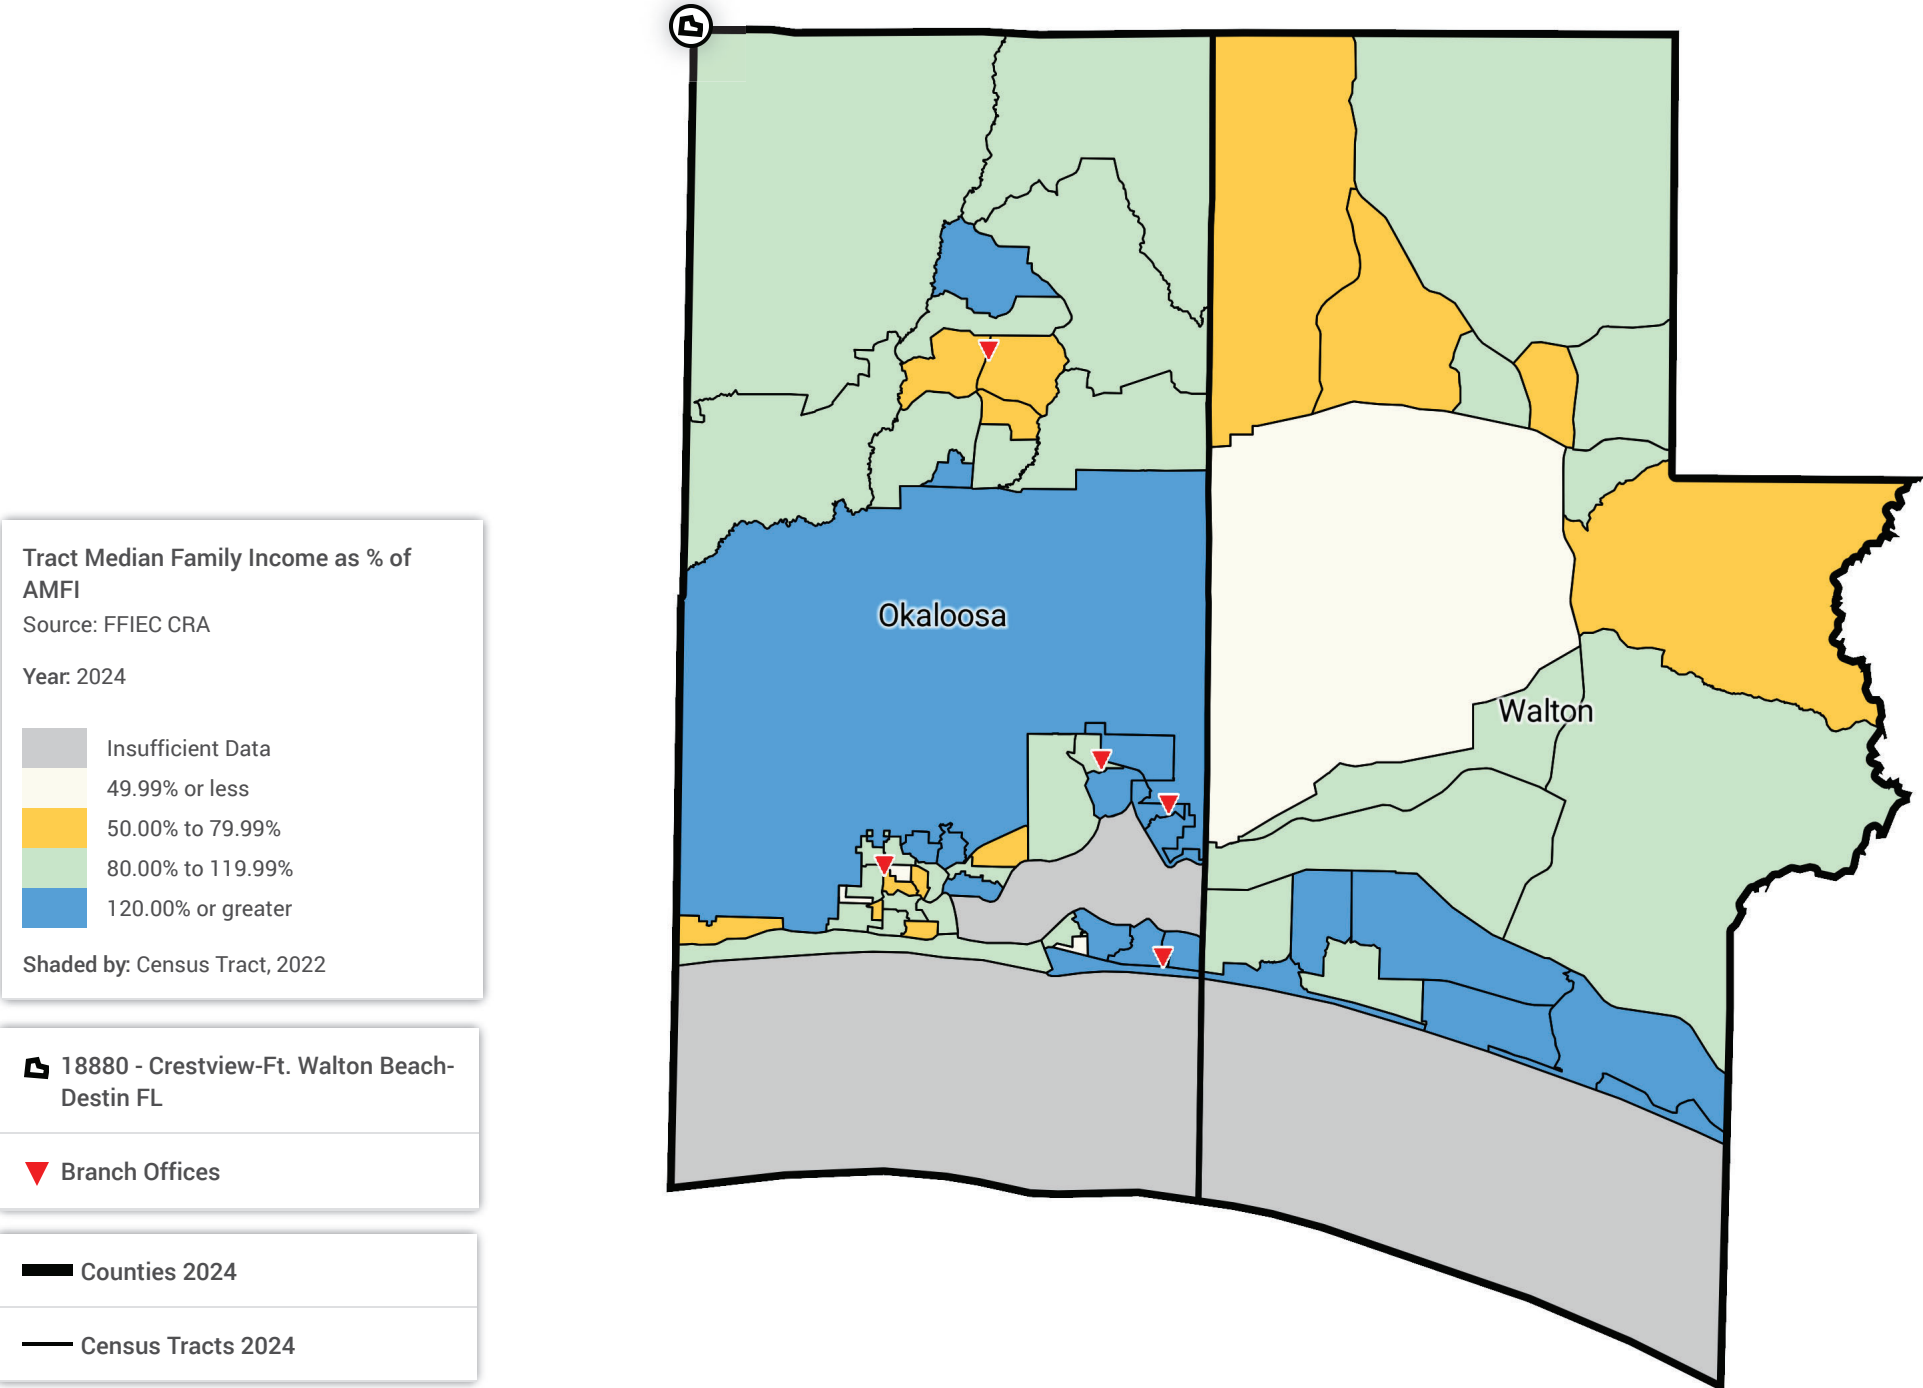 Tract Median Family Income as % of
AMFI
Source: FFIEC CRA
Year: 2024
Insufficient Data
49.99% or less
50.00% to 79.99%
80.00% to 119.99%
120.00% or greater
Shaded by: Census Tract, 2022
18880 - Crestview-Ft. Walton Beach-
Destin FL
Branch Offices
Counties 2024
Census Tracts 2024
Okaloosa
Walton